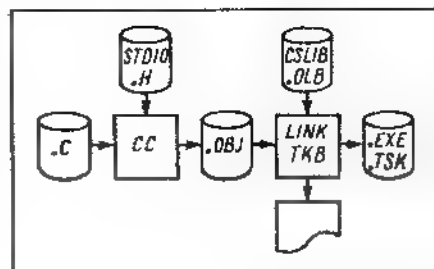 STDIO
.H
CSLIB
.OLB
.C
CC
.OBJ
LINK
TKB
.EXE
.TSK